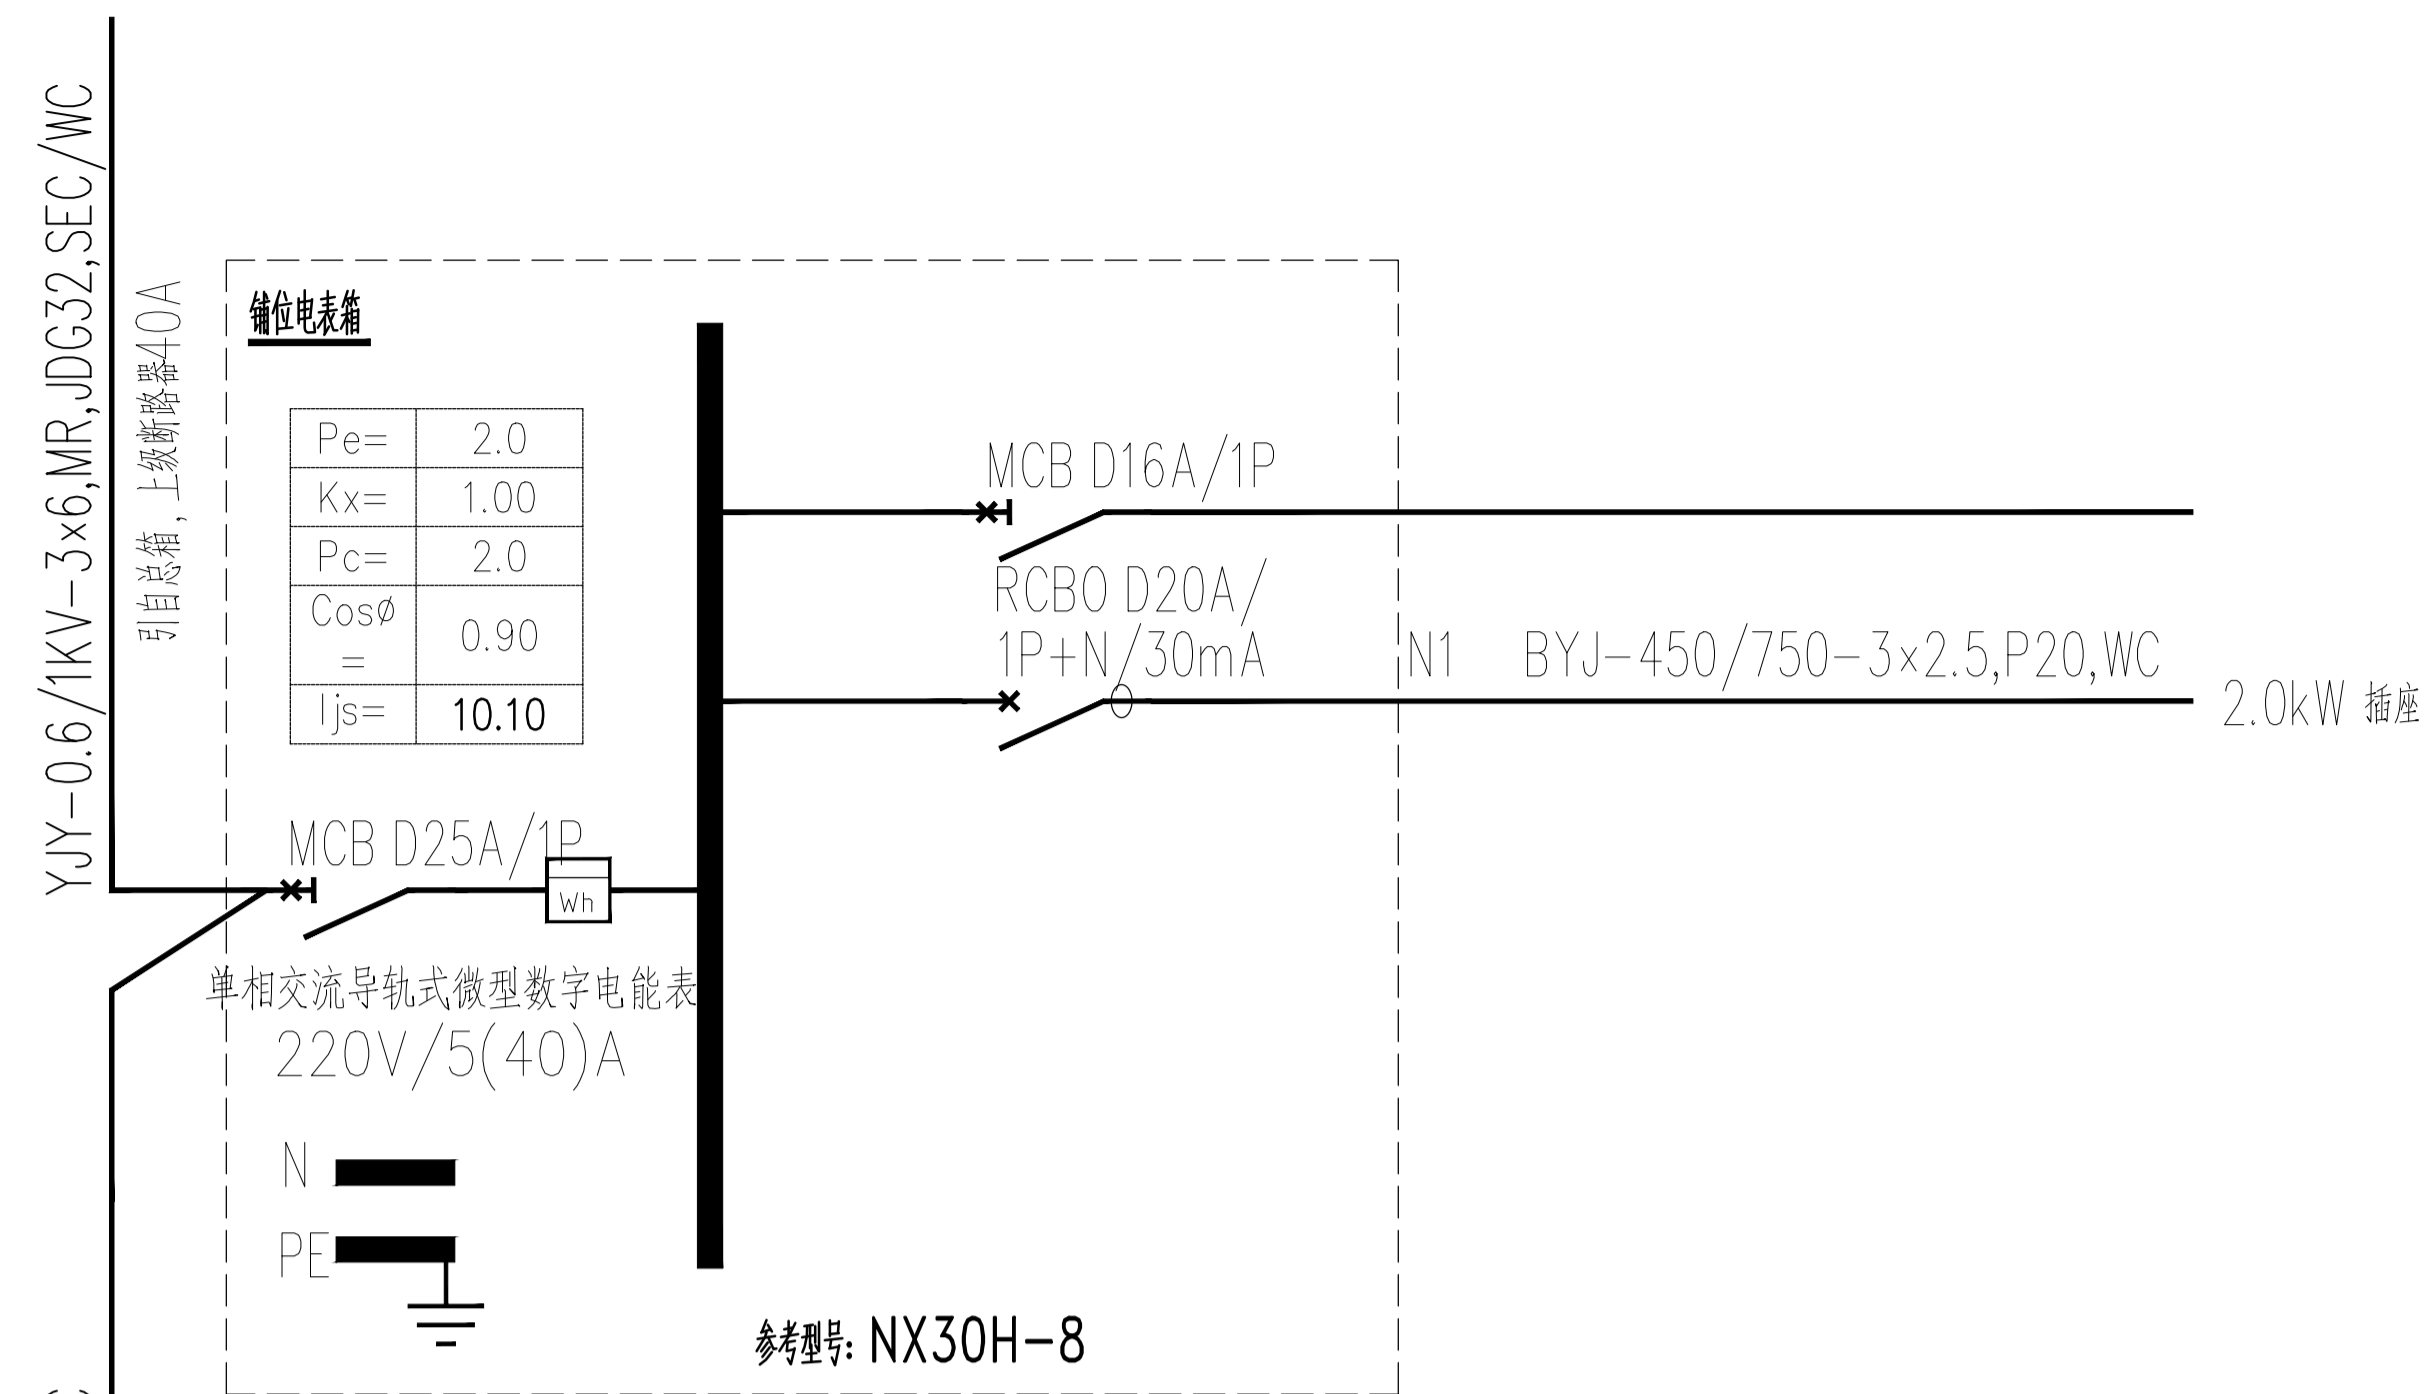 YJY-0.6/1KV-3×6,MR,JDG32,SEC/WC
引自总箱，上级断路器40A
铺位电表箱
Pe= 2.0
Kx= 1.00
Pc= 2.0
Cosø
= 0.90
Ijs= 10.10
MCB D16A/1P
RCBO D20A/
1P+N/30mA
N1 BYJ-450/750-3×2.5,P20,WC
2.0kW 插座
MCB D25A/1P
Wh
单相交流导轨式微型数字电能表
220V/5(40)A
N
PE
参考型号: NX30H-8